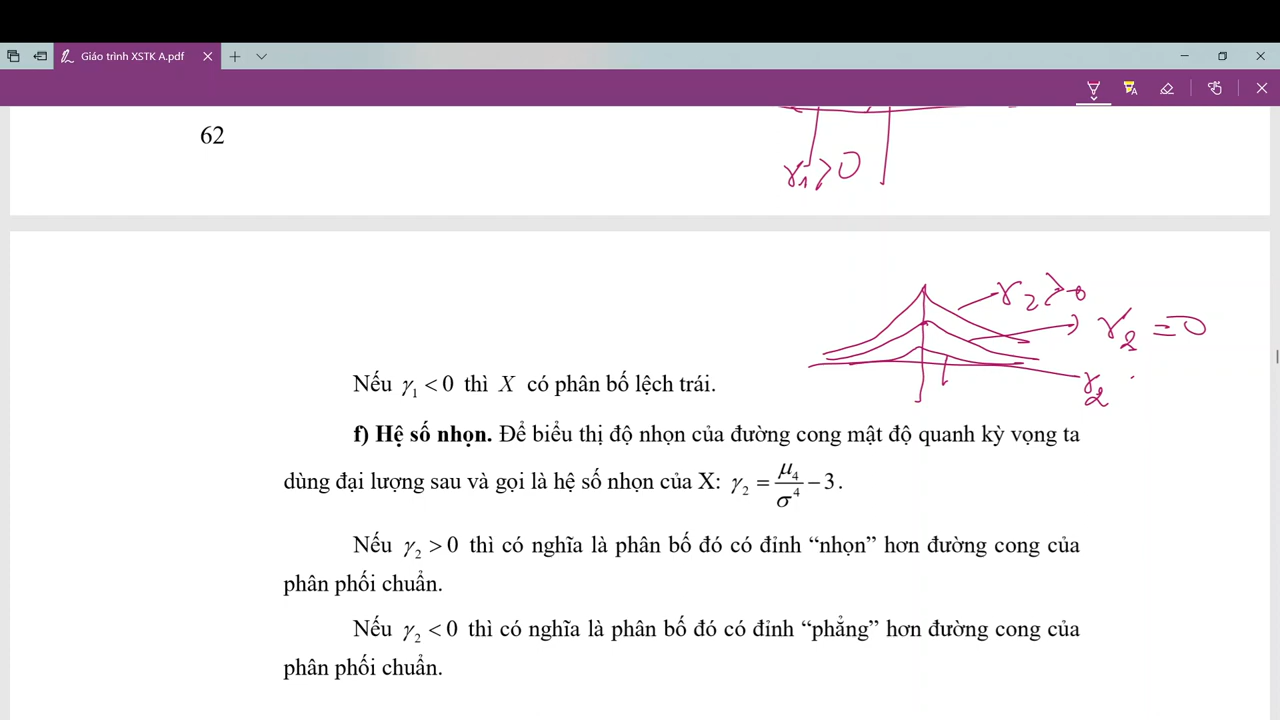 Giáo trình XSTK A.pdf
62
γ₁ > 0
γ₂ > 0
γ₂ = 0
γ₂
Nếu γ₁ < 0 thì X có phân bố lệch trái.
f) Hệ số nhọn. Để biểu thị độ nhọn của đường cong mật độ quanh kỳ vọng ta
dùng đại lượng sau và gọi là hệ số nhọn của X: γ₂ = μ₄/σ⁴ − 3.
Nếu γ₂ > 0 thì có nghĩa là phân bố đó có đỉnh “nhọn” hơn đường cong của
phân phối chuẩn.
Nếu γ₂ < 0 thì có nghĩa là phân bố đó có đỉnh “phẳng” hơn đường cong của
phân phối chuẩn.